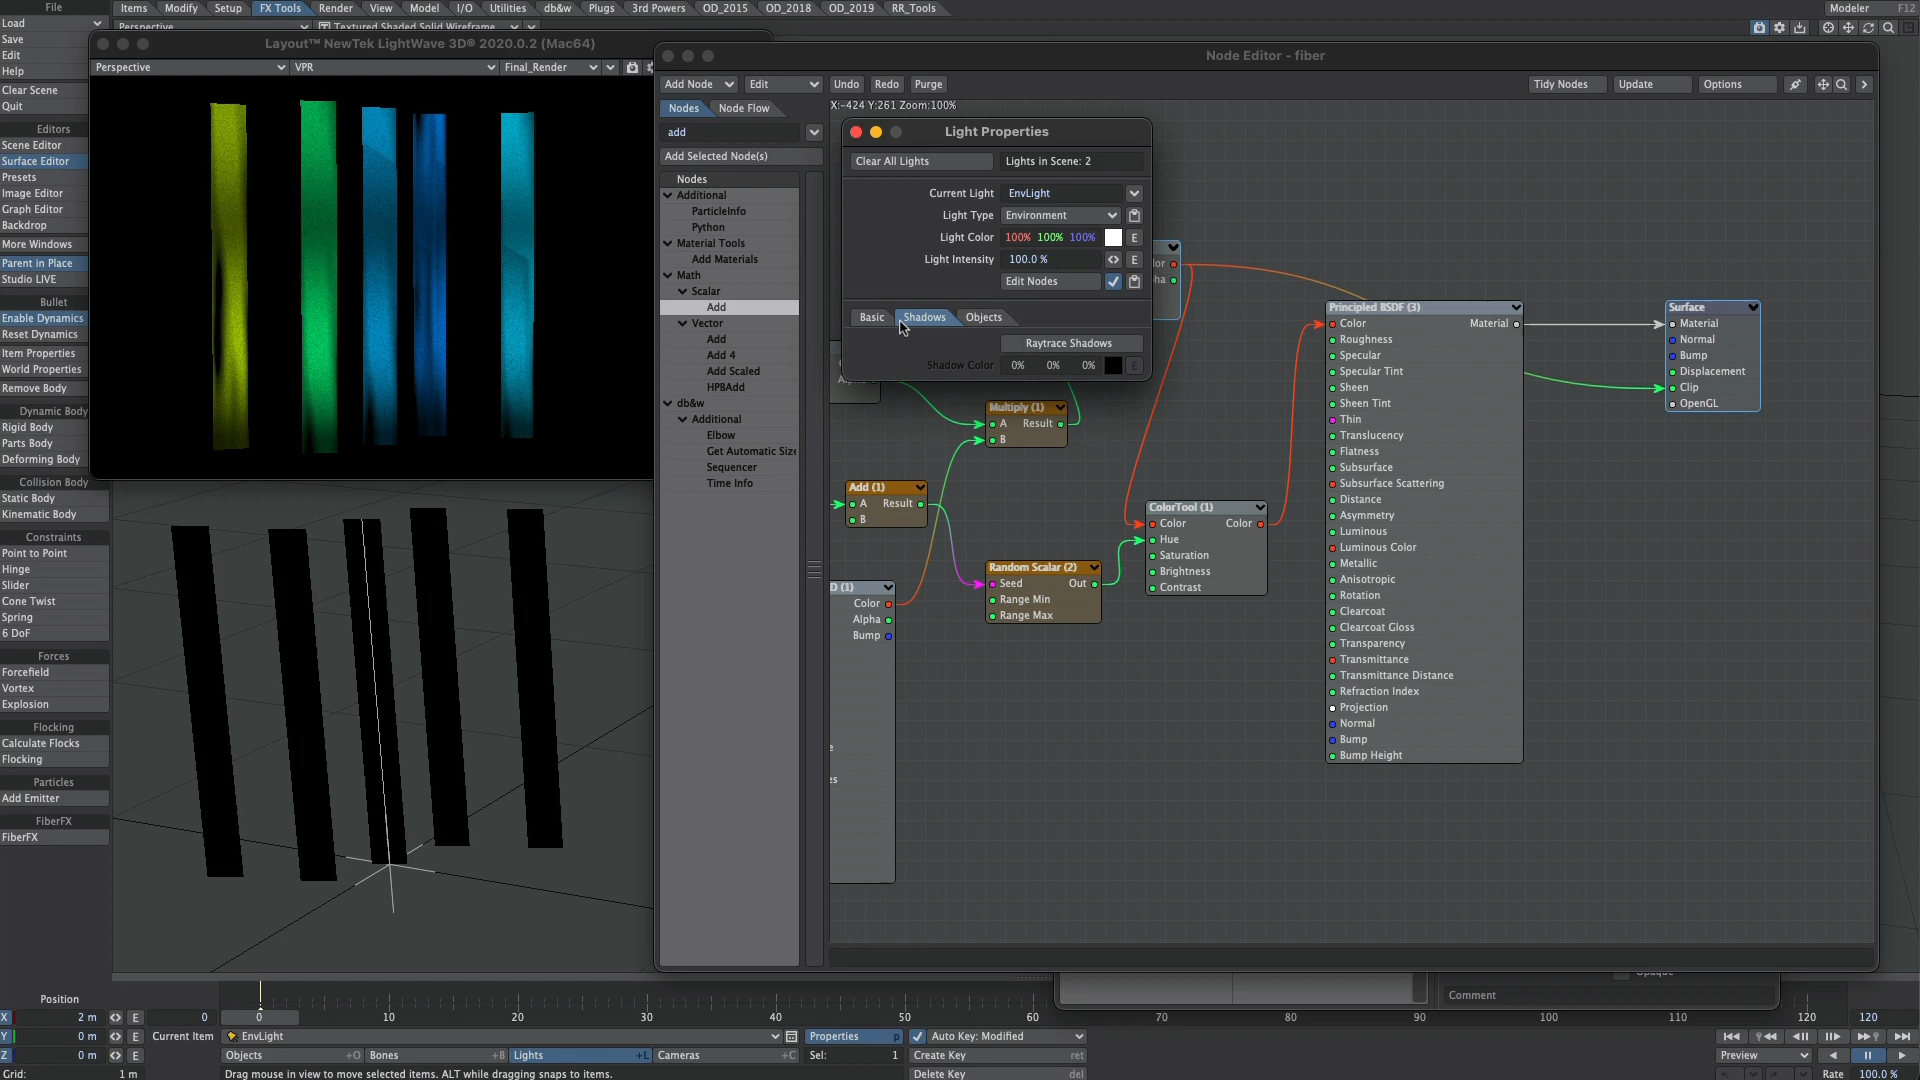 File Items Modify Setup FX Tools Render View Model I/O Utilities db&w Plugs 3rd Powers OD_2015 OD_2018 OD_2019 RR_Tools Modeler F12
Load
Save
Edit
Help
Clear Scene
Quit
Editors
Scene Editor
Surface Editor
Presets
Image Editor
Graph Editor
Backdrop
More Windows
Parent in Place
Studio LIVE
Bullet
Enable Dynamics
Reset Dynamics
Item Properties
World Properties
Remove Body
Dynamic Body
Rigid Body
Parts Body
Deforming Body
Collision Body
Static Body
Kinematic Body
Constraints
Point to Point
Hinge
Slider
Cone Twist
Spring
6 DoF
Forces
Forcefield
Vortex
Explosion
Flocking
Calculate Flocks
Flocking
Particles
Add Emitter
FiberFX
FiberFX
Perspective Textured Shaded Solid Wireframe
Layout™ NewTek LightWave 3D® 2020.0.2 (Mac64)
Perspective VPR Final_Render
Node Editor - fiber
Add Node Edit Undo Redo Purge Tidy Nodes Update Options
Nodes Node Flow
X:-424 Y:261 Zoom:100%
add
Add Selected Node(s)
Nodes
Additional
ParticleInfo
Python
Material Tools
Add Materials
Math
Scalar
Add
Vector
Add
Add 4
Add Scaled
HPBAdd
db&w
Additional
Elbow
Get Automatic Size
Sequencer
Time Info
Light Properties
Clear All Lights Lights in Scene: 2
Current Light EnvLight
Light Type Environment
Light Color 100% 100% 100% E
Light Intensity 100.0 % E
Edit Nodes
Basic Shadows Objects
Raytrace Shadows
Shadow Color 0% 0% 0% E
Multiply (1)
A Result
B
Add (1)
A Result
B
D (1)
Color
Alpha
Bump
Random Scalar (2)
Seed Out
Range Min
Range Max
ColorTool (1)
Color Color
Hue
Saturation
Brightness
Contrast
Principled BSDF (3)
Color Material
Roughness
Specular
Specular Tint
Sheen
Sheen Tint
Thin
Translucency
Flatness
Subsurface
Subsurface Scattering
Distance
Asymmetry
Luminous
Luminous Color
Metallic
Anisotropic
Rotation
Clearcoat
Clearcoat Gloss
Transparency
Transmittance
Transmittance Distance
Refraction Index
Projection
Normal
Bump
Bump Height
Surface
Material
Normal
Bump
Displacement
Clip
OpenGL
Comment
Position
X 2 m E 0 0 10 20 30 40 50 60 70 80 90 100 110 120 120
Y 0 m E Current Item EnvLight Properties p Auto Key: Modified
Z 0 m E Objects +O Bones +B Lights +L Cameras +C Sel: 1 Create Key ret Preview
Grid: 1 m Drag mouse in view to move selected items. ALT while dragging snaps to items. Delete Key del Rate 100.0 %